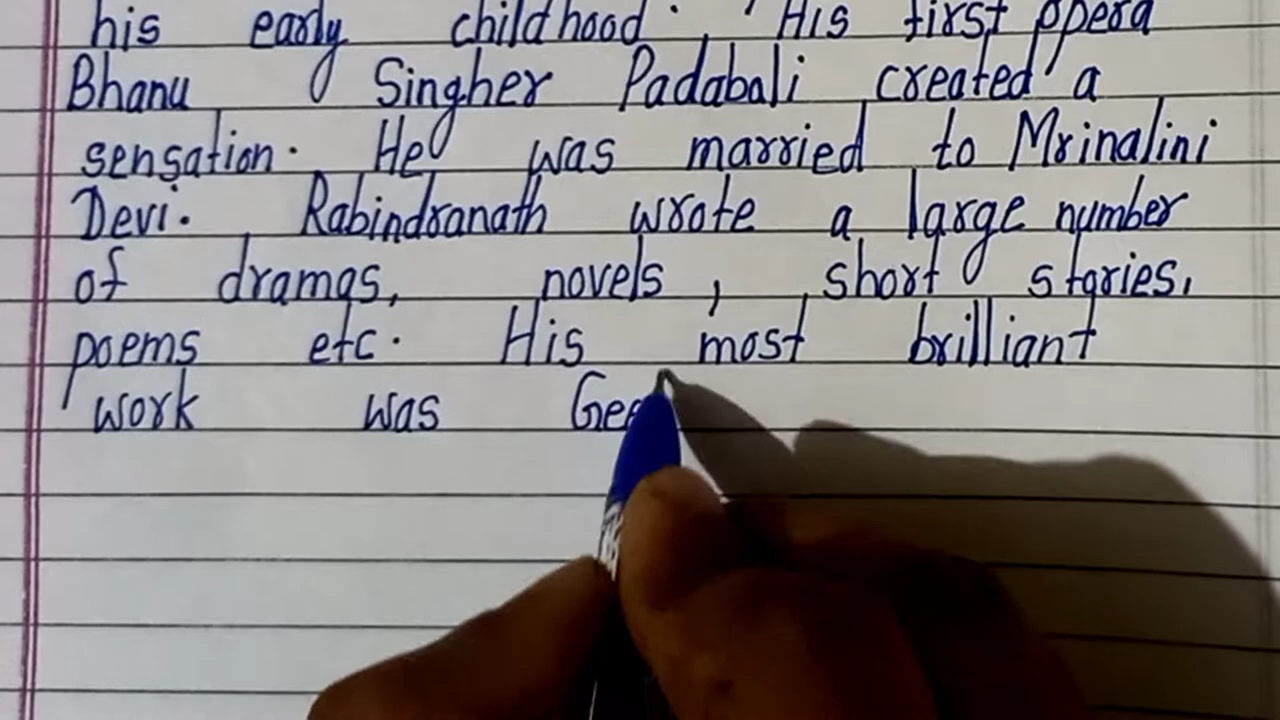 his early childhood. His first opera
Bhanu Singher Padabali created a
sensation. He was married to Mrinalini
Devi. Rabindranath wrote a large number
of dramas, novels, short stories,
poems etc. His most brilliant
work was Gee